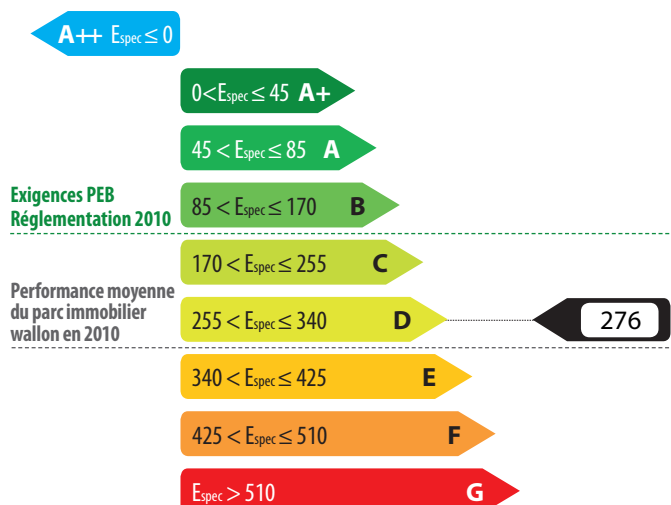 A++ Espec ≤ 0
0<Espec ≤ 45 A+
45 < Espec ≤ 85 A
Exigences PEB
Réglementation 2010
85 < Espec ≤ 170 B
170 < Espec ≤ 255 C
Performance moyenne
du parc immobilier
wallon en 2010
255 < Espec ≤ 340 D
276
340 < Espec ≤ 425 E
425 < Espec ≤ 510 F
Espec > 510 G